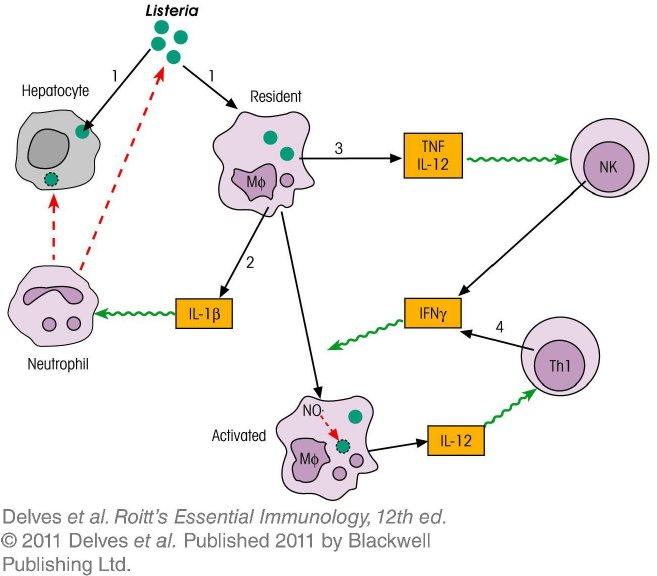 Listeria
1
1
Hepatocyte
Resident
Mϕ
3
TNF
IL-12
NK
2
IL-1β
Neutrophil
IFNγ
4
Th1
NO·
Activated
Mϕ
IL-12
Delves et al. Roitt's Essential Immunology, 12th ed.
© 2011 Delves et al. Published 2011 by Blackwell
Publishing Ltd.